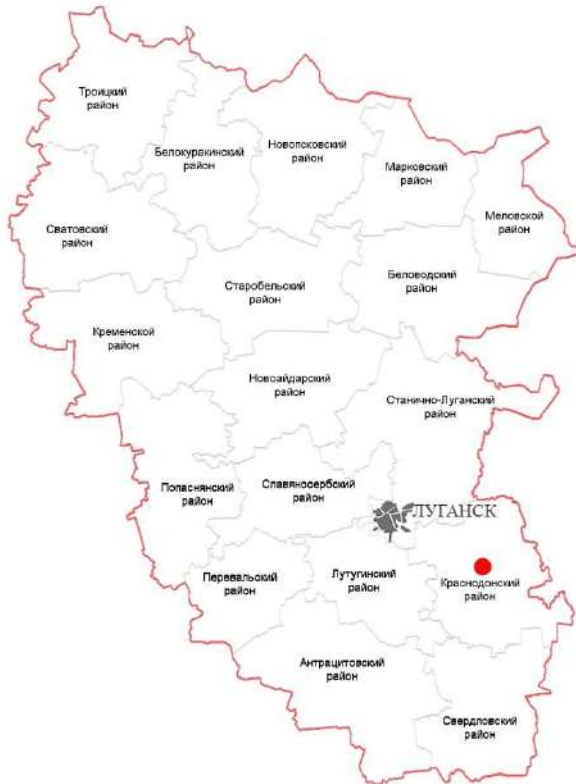 Троицкий
район
Белокуракинский
район
Новопсковский
район
Марковский
район
Меловской
район
Сватовский
район
Старобельский
район
Беловодский
район
Кременской
район
Новоайдарский
район
Станично-Луганский
район
Попаснянский
район
Славяносербский
район
ЛУГАНСК
Перевальский
район
Лутугинский
район
Краснодонский
район
Антрацитовский
район
Свердловский
район